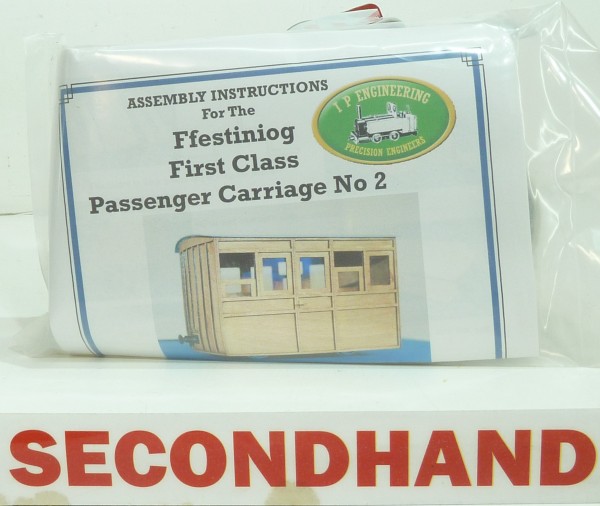 ASSEMBLY INSTRUCTIONS
For The
Ffestiniog
First Class
Passenger Carriage No 2
I P ENGINEERING
PRECISION ENGINEERS
SECONDHAND